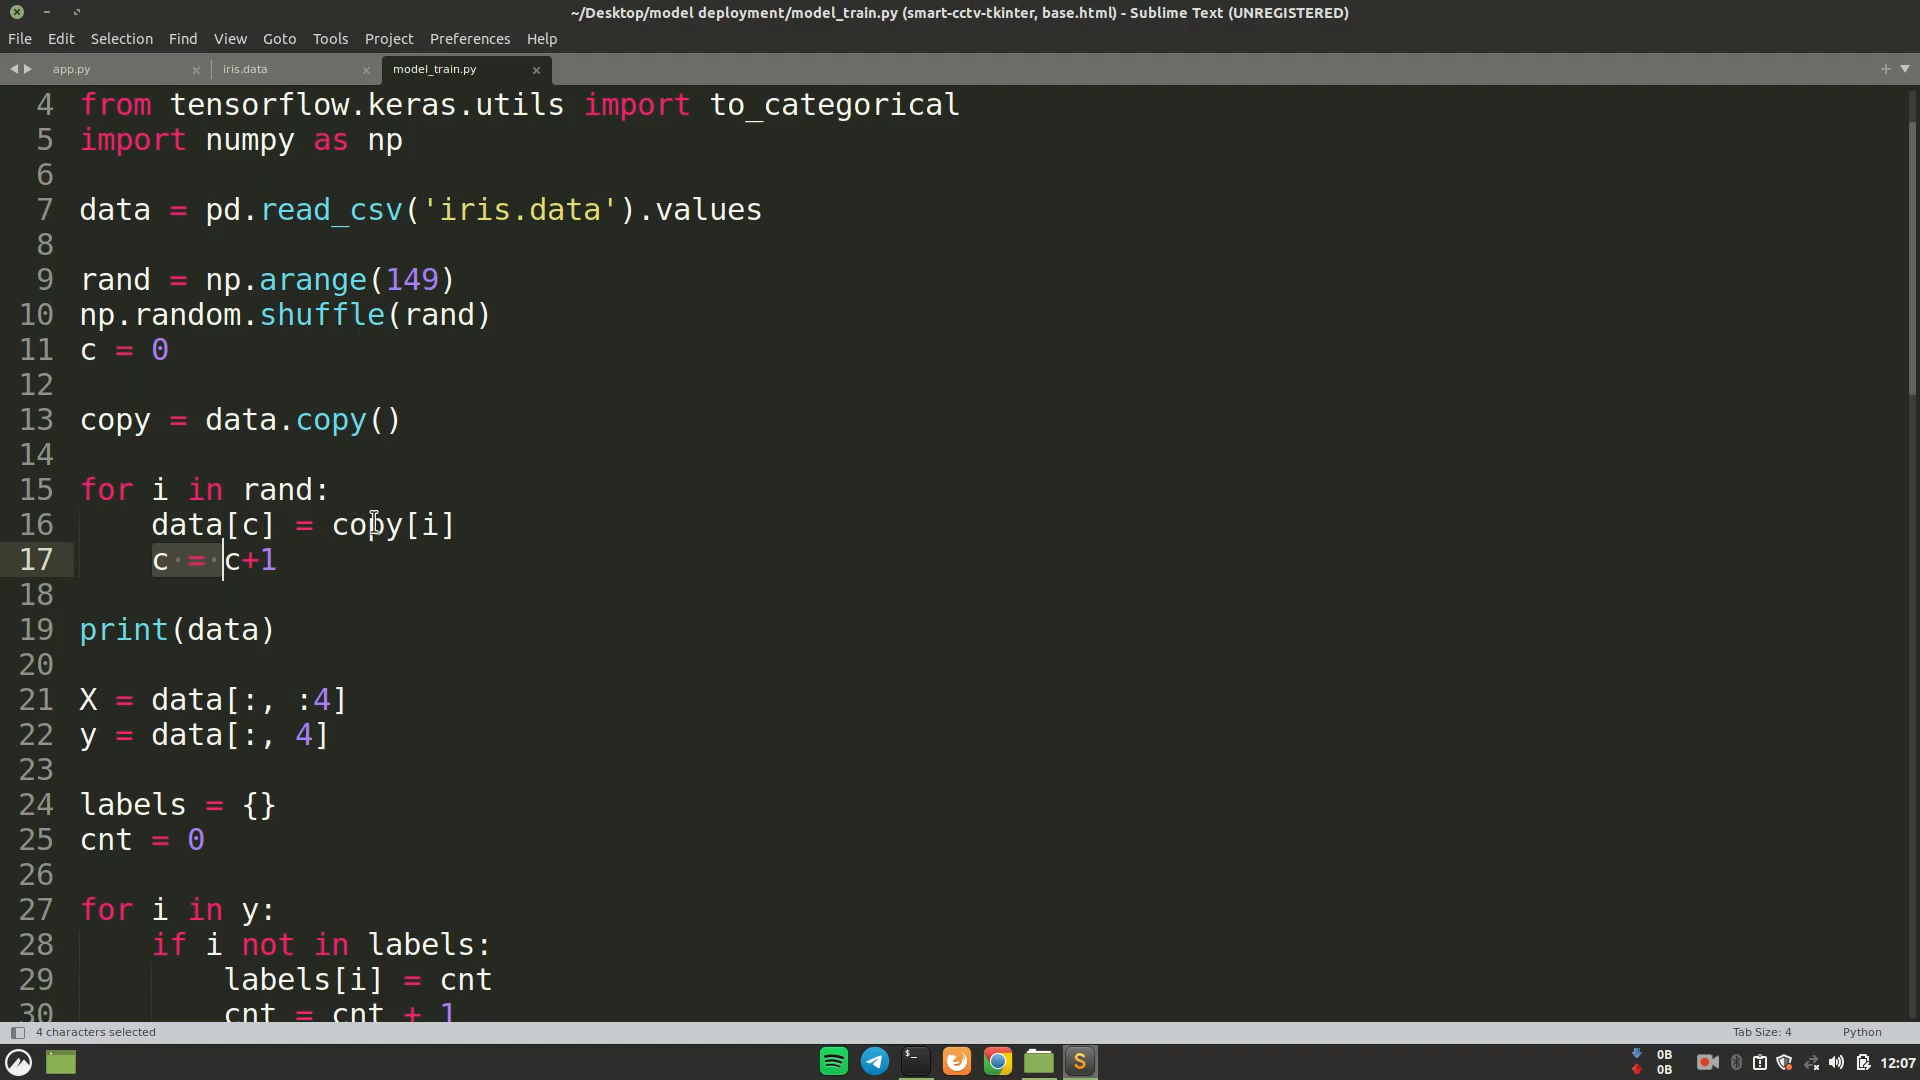 ~/Desktop/model deployment/model_train.py (smart-cctv-tkinter, base.html) - Sublime Text (UNREGISTERED)
File Edit Selection Find View Goto Tools Project Preferences Help
app.py iris.data model_train.py
4 from tensorflow.keras.utils import to_categorical
5 import numpy as np
6
7 data = pd.read_csv('iris.data').values
8
9 rand = np.arange(149)
10 np.random.shuffle(rand)
11 c = 0
12
13 copy = data.copy()
14
15 for i in rand:
16 data[c] = copy[i]
17 c = c+1
18
19 print(data)
20
21 X = data[:, :4]
22 y = data[:, 4]
23
24 labels = {}
25 cnt = 0
26
27 for i in y:
28 if i not in labels:
29 labels[i] = cnt
30 cnt = cnt + 1
4 characters selected Tab Size: 4 Python
0B
0B
12:07